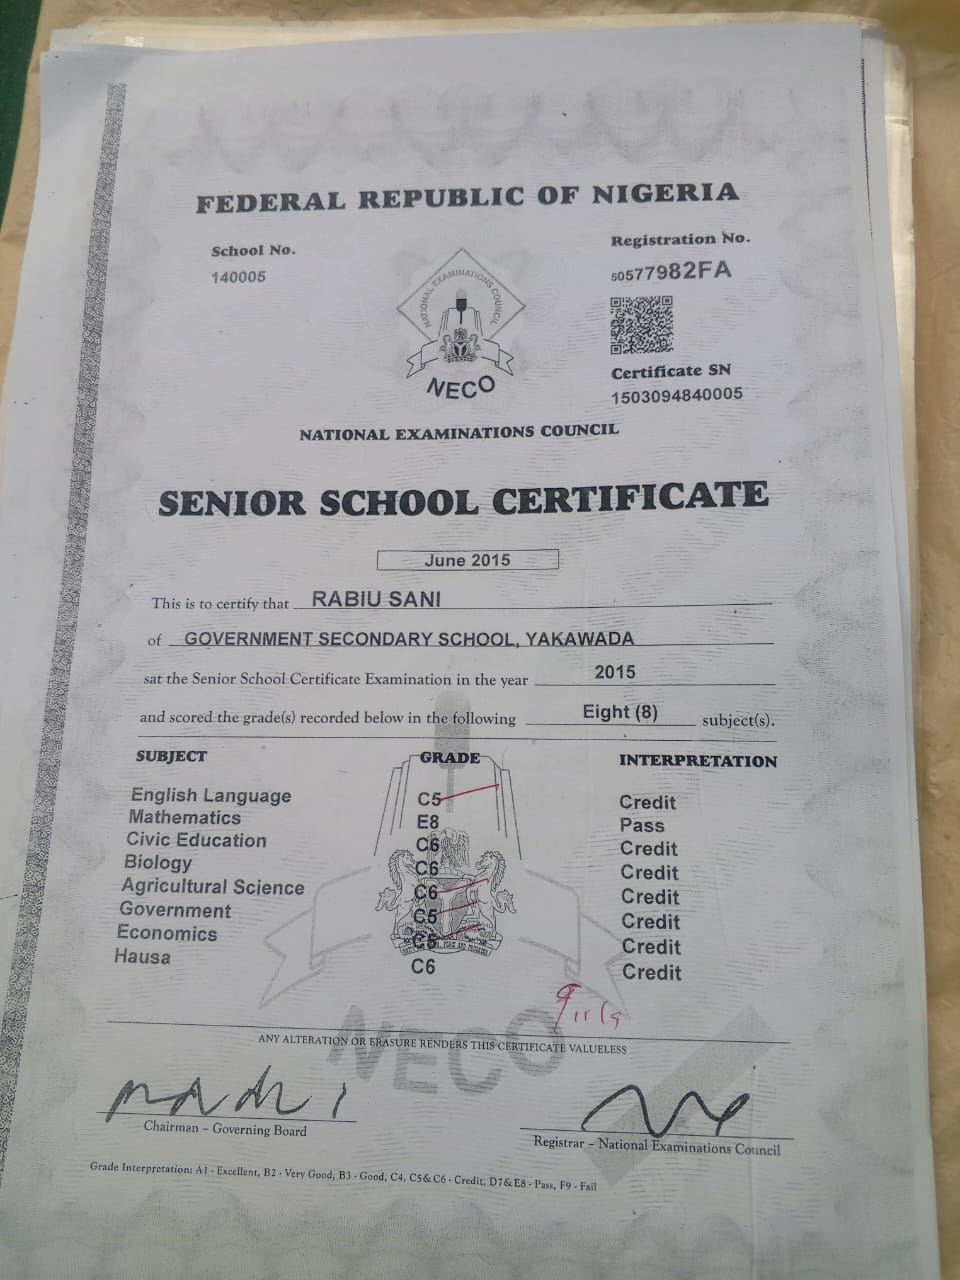 FEDERAL REPUBLIC OF NIGERIA
School No.
140005
NATIONAL EXAMINATIONS COUNCIL
NECO
Registration No.
50577982FA
Certificate SN
1503094840005
NATIONAL EXAMINATIONS COUNCIL
SENIOR SCHOOL CERTIFICATE
June 2015
This is to certify that RABIU SANI
of GOVERNMENT SECONDARY SCHOOL, YAKAWADA
sat the Senior School Certificate Examination in the year 2015
and scored the grade(s) recorded below in the following Eight (8) subject(s).
SUBJECT GRADE INTERPRETATION
English Language C5 Credit
Mathematics E8 Pass
Civic Education C6 Credit
Biology C6 Credit
Agricultural Science C6 Credit
Government C5 Credit
Economics Credit
Hausa C6 Credit
NECO
ANY ALTERATION OR ERASURE RENDERS THIS CERTIFICATE VALUELESS
Chairman - Governing Board
Registrar - National Examinations Council
Grade Interpretation: A1 - Excellent, B2 - Very Good, B3 - Good, C4, C5 & C6 - Credit, D7 & E8 - Pass, F9 - Fail